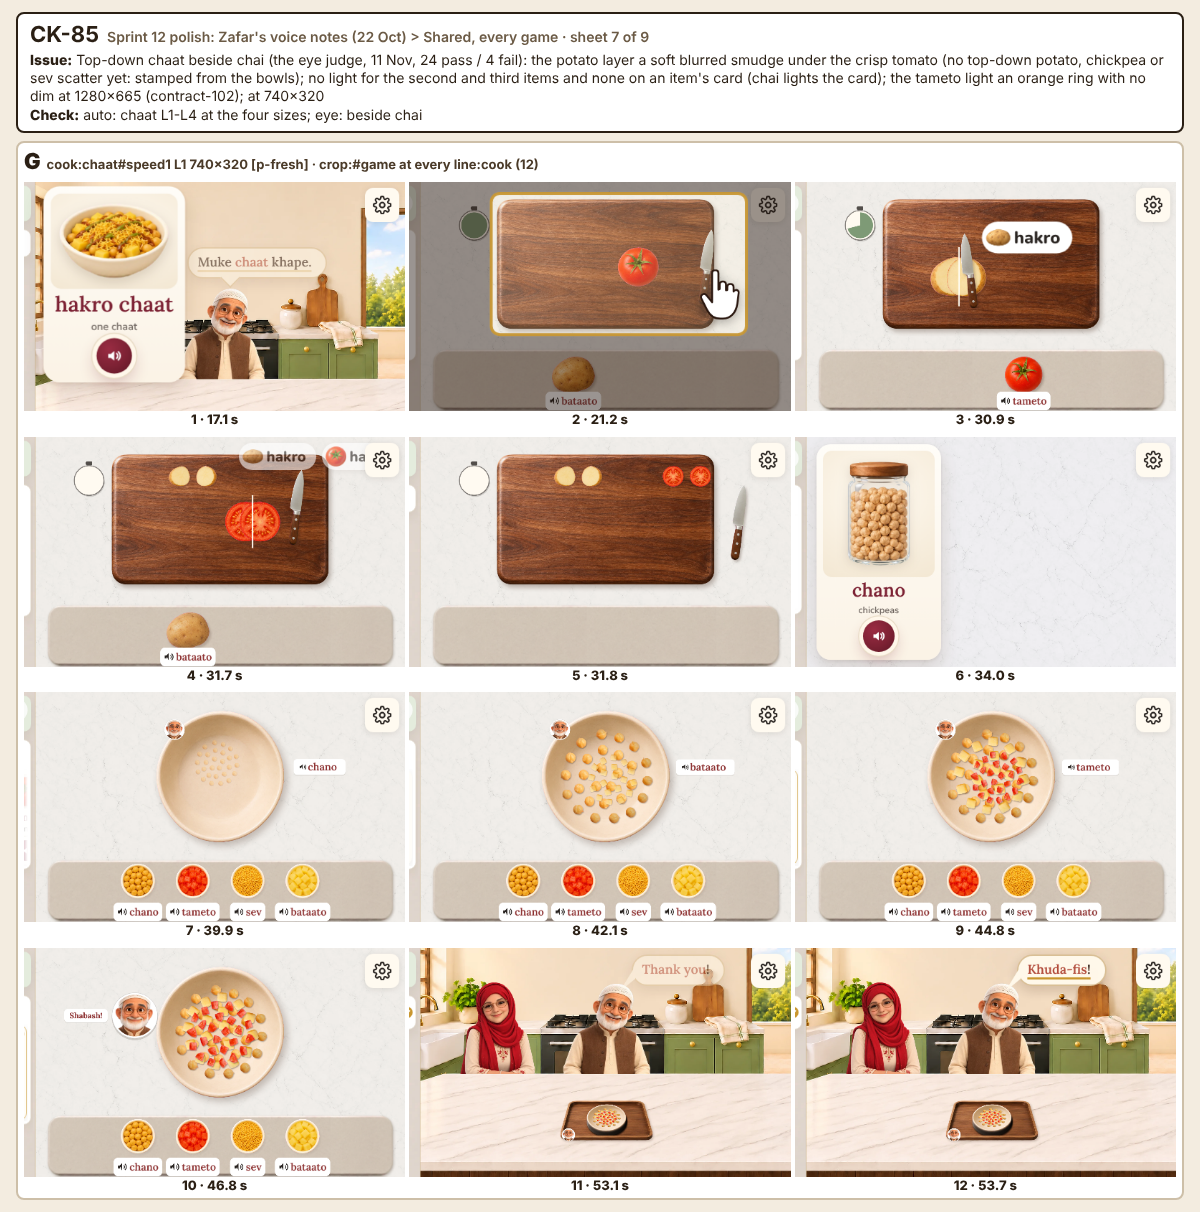 CK-85 Sprint 12 polish: Zafar's voice notes (22 Oct) > Shared, every game · sheet 7 of 9
Issue: Top-down chaat beside chai (the eye judge, 11 Nov, 24 pass / 4 fail): the potato layer a soft blurred smudge under the crisp tomato (no top-down potato, chickpea or
sev scatter yet: stamped from the bowls); no light for the second and third items and none on an item's card (chai lights the card); the tameto light an orange ring with no
dim at 1280×665 (contract-102); at 740×320
Check: auto: chaat L1-L4 at the four sizes; eye: beside chai
G cook:chaat#speed1 L1 740×320 [p-fresh] · crop:#game at every line:cook (12)
Muke chaat khape.
hakro chaat
one chaat
bataato
hakro
tameto
1 · 17.1 s
2 · 21.2 s
3 · 30.9 s
hakro
ha
bataato
chano
chickpeas
4 · 31.7 s
5 · 31.8 s
6 · 34.0 s
chano
chano tameto sev bataato
bataato
chano tameto sev bataato
tameto
chano tameto sev bataato
7 · 39.9 s
8 · 42.1 s
9 · 44.8 s
Shabash!
chano tameto sev bataato
Thank you!
Khuda-fis!
10 · 46.8 s
11 · 53.1 s
12 · 53.7 s